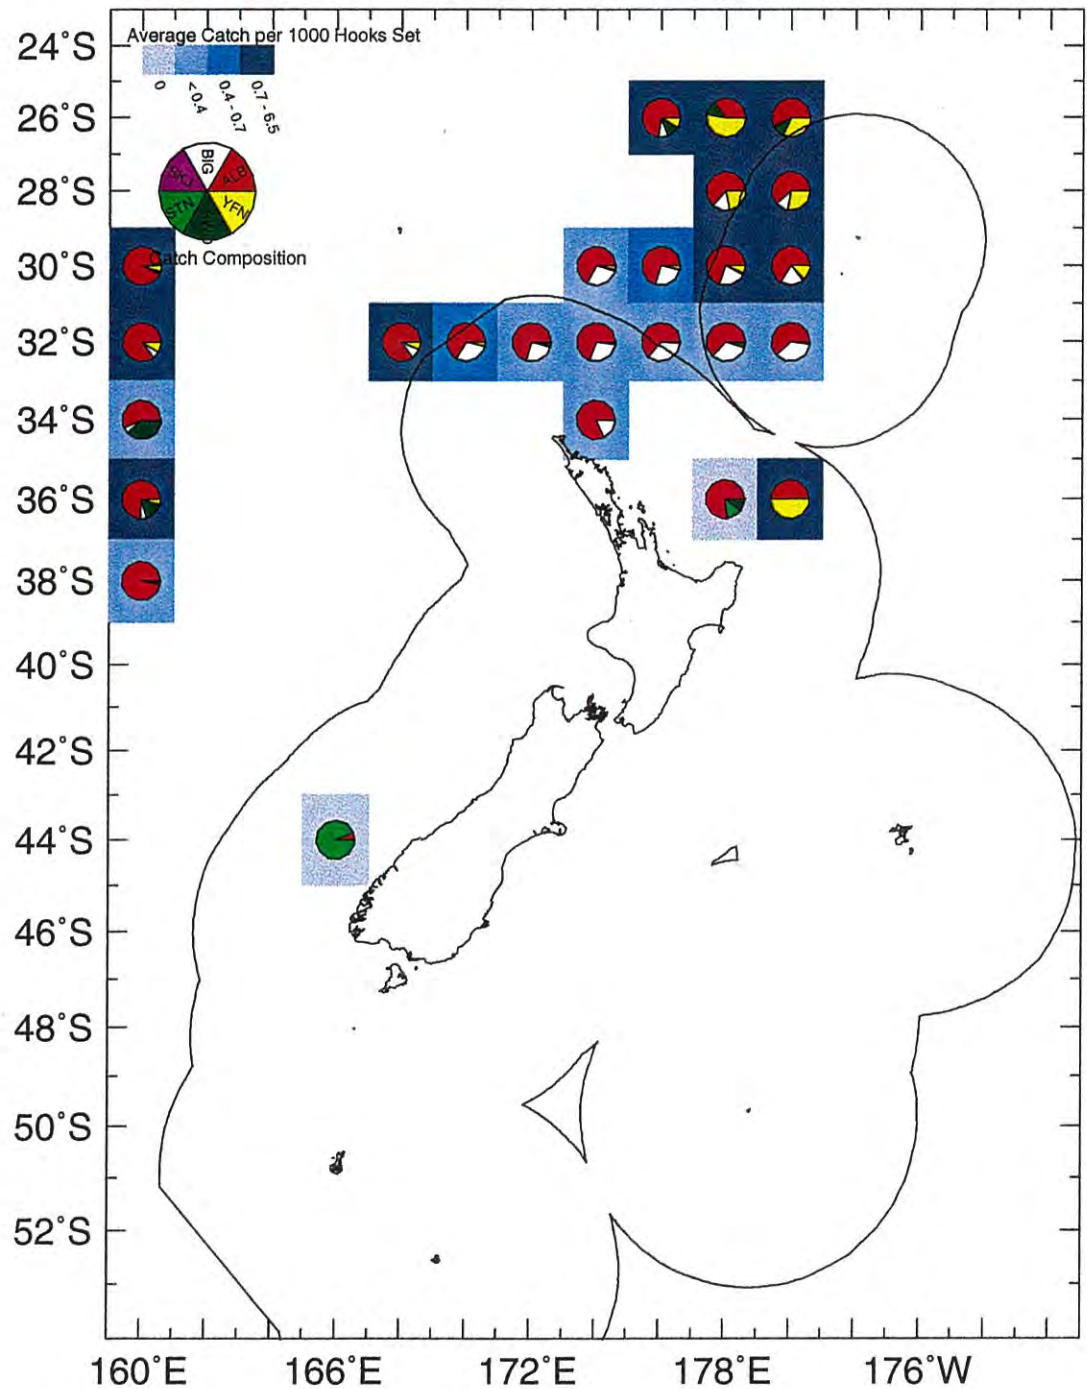 Average Catch per 1000 Hooks Set
0
< 0.4
0.4 - 0.7
0.7 - 6.5
BIG
ALB
YFN
STN
SKJ
Catch Composition
24°S
26°S
28°S
30°S
32°S
34°S
36°S
38°S
40°S
42°S
44°S
46°S
48°S
50°S
52°S
160°E
166°E
172°E
178°E
176°W